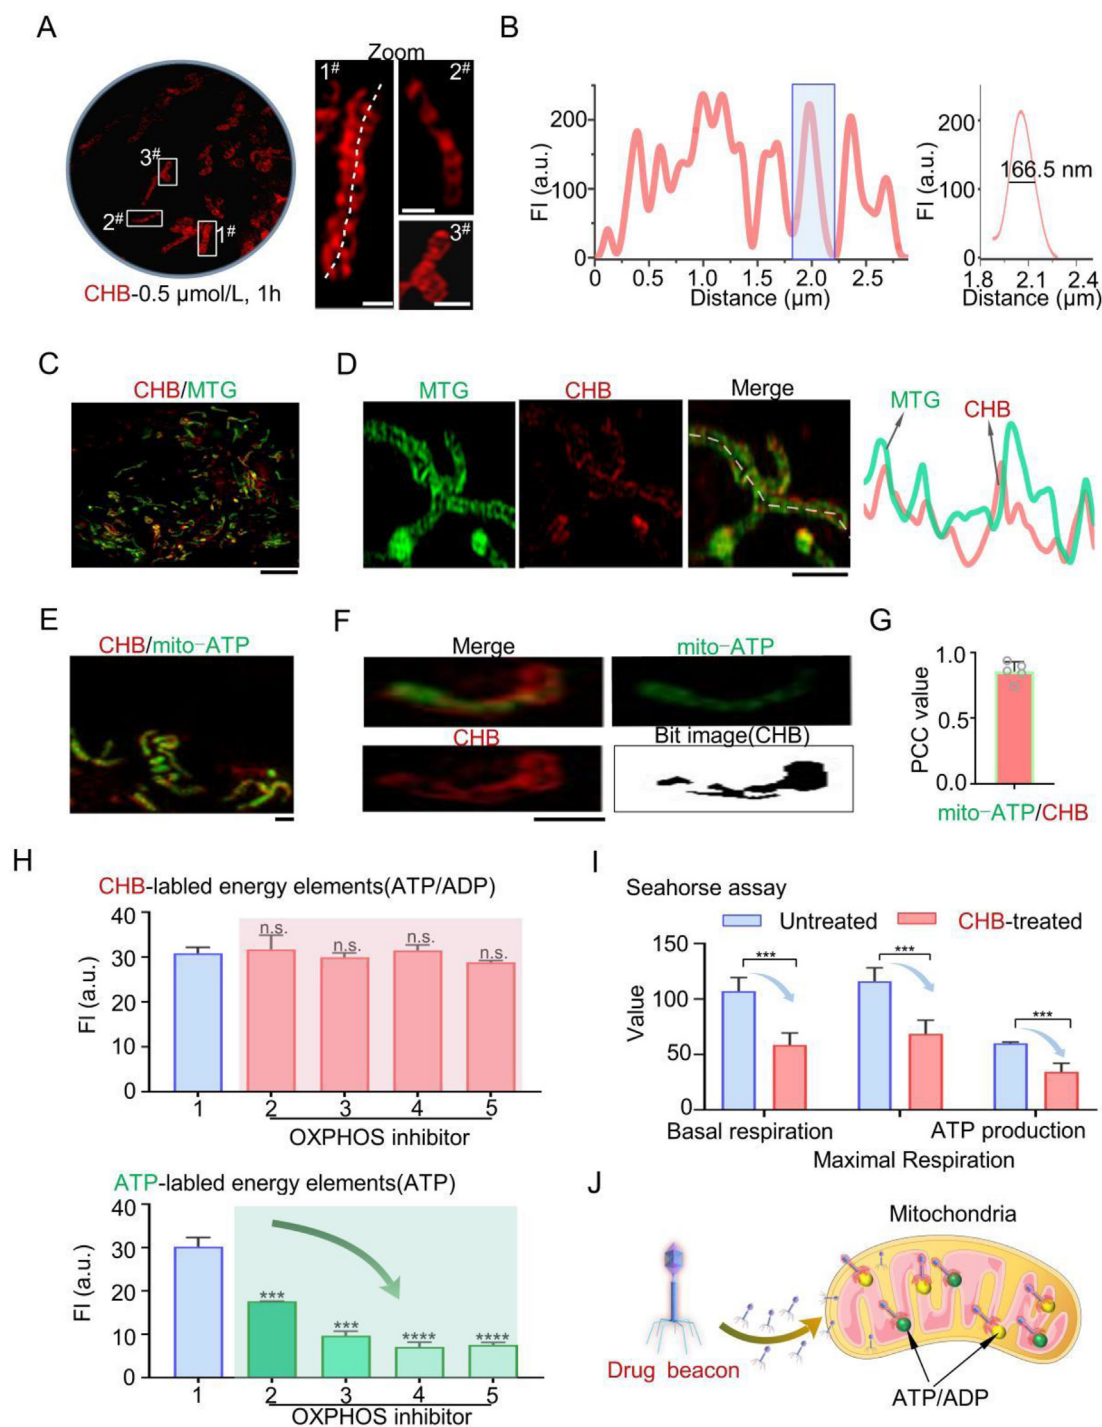 A
Zoom
1#
2#
3#
3#
2#
1#
CHB-0.5 μmol/L, 1h
B
FI (a.u.)
200
100
0
0
0.5
1.0
1.5
2.0
2.5
Distance (μm)
FI (a.u.)
200
100
0
166.5 nm
1.8
2.1
2.4
Distance (μm)
C
CHB/MTG
D
MTG
CHB
Merge
MTG
CHB
E
CHB/mito-ATP
F
Merge
mito-ATP
CHB
Bit image(CHB)
G
PCC value
1.0
0.5
0.0
mito-ATP/CHB
H
CHB-labled energy elements(ATP/ADP)
FI (a.u.)
40
30
20
10
0
n.s.
n.s.
n.s.
n.s.
1
2
3
4
5
OXPHOS inhibitor
ATP-labled energy elements(ATP)
FI (a.u.)
40
30
20
10
0
***
***
****
****
1
2
3
4
5
OXPHOS inhibitor
I
Seahorse assay
Untreated
CHB-treated
Value
150
100
50
0
***
***
***
Basal respiration
ATP production
Maximal Respiration
J
Mitochondria
Drug beacon
ATP/ADP